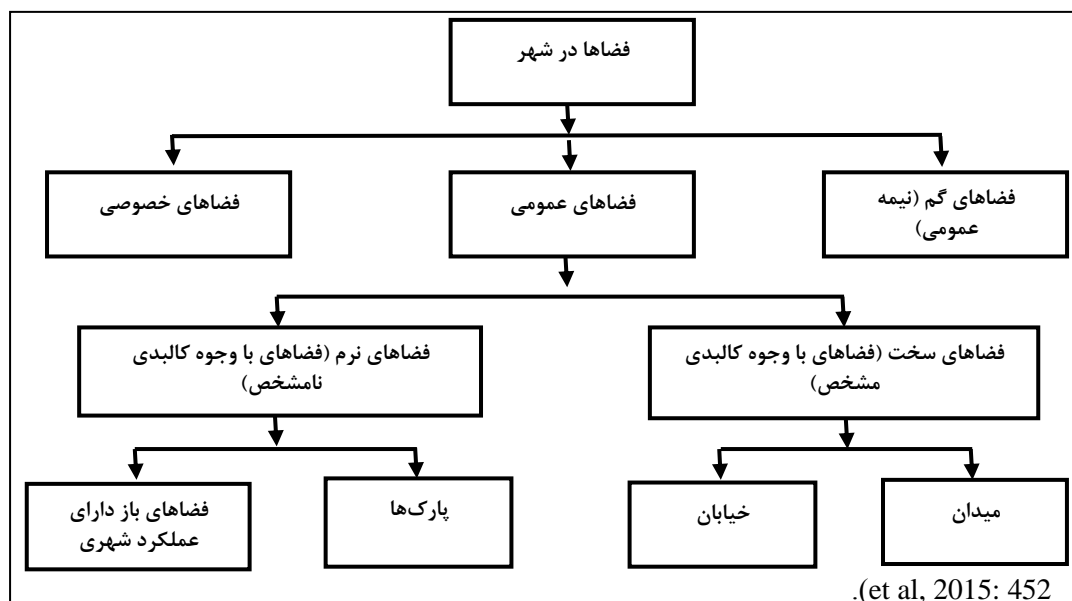 فضاها در شهر
فضاهای گم (نیمه
عمومی)
فضاهای عمومی
فضاهای خصوصی
فضاهای سخت (فضاهای با وجوه کالبدی
مشخص)
فضاهای نرم (فضاهای با وجوه کالبدی
نامشخص)
میدان
خیابان
پارک‌ها
فضاهای باز دارای
عملکرد شهری
.(et al, 2015: 452